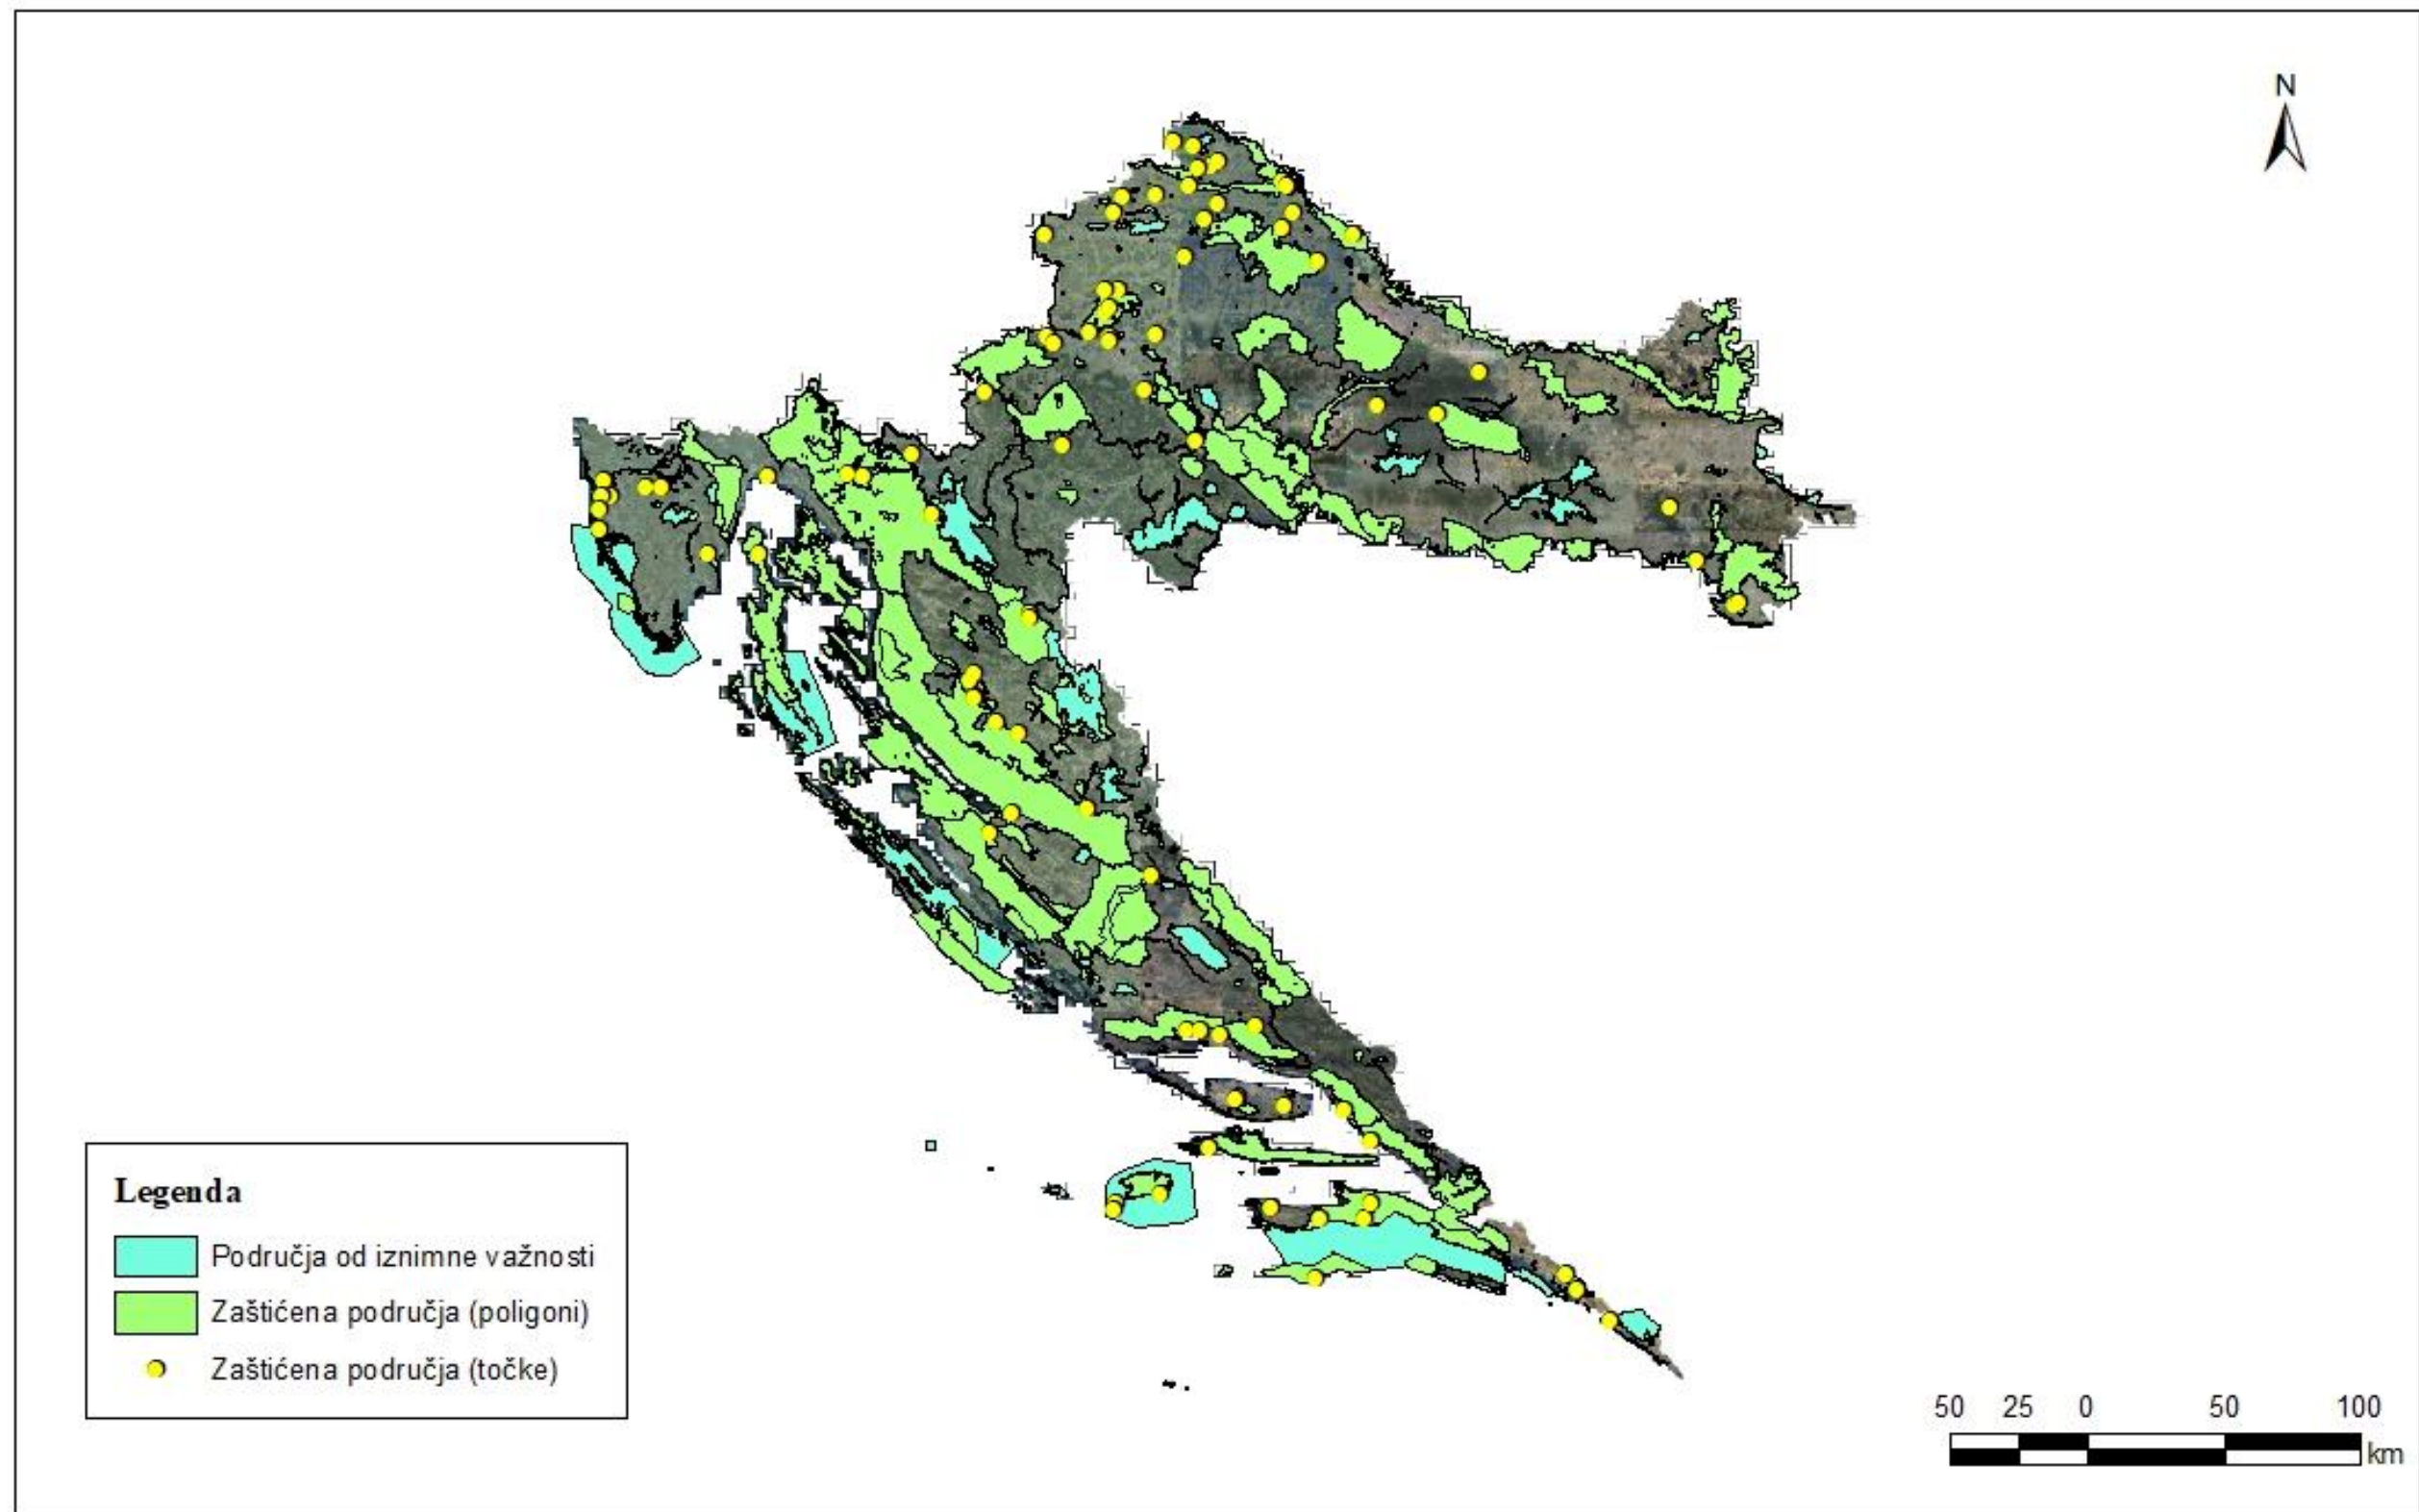 N
Legenda
Područja od iznimne važnosti
Zaštićena područja (poligoni)
Zaštićena područja (točke)
50 25 0 50 100
km